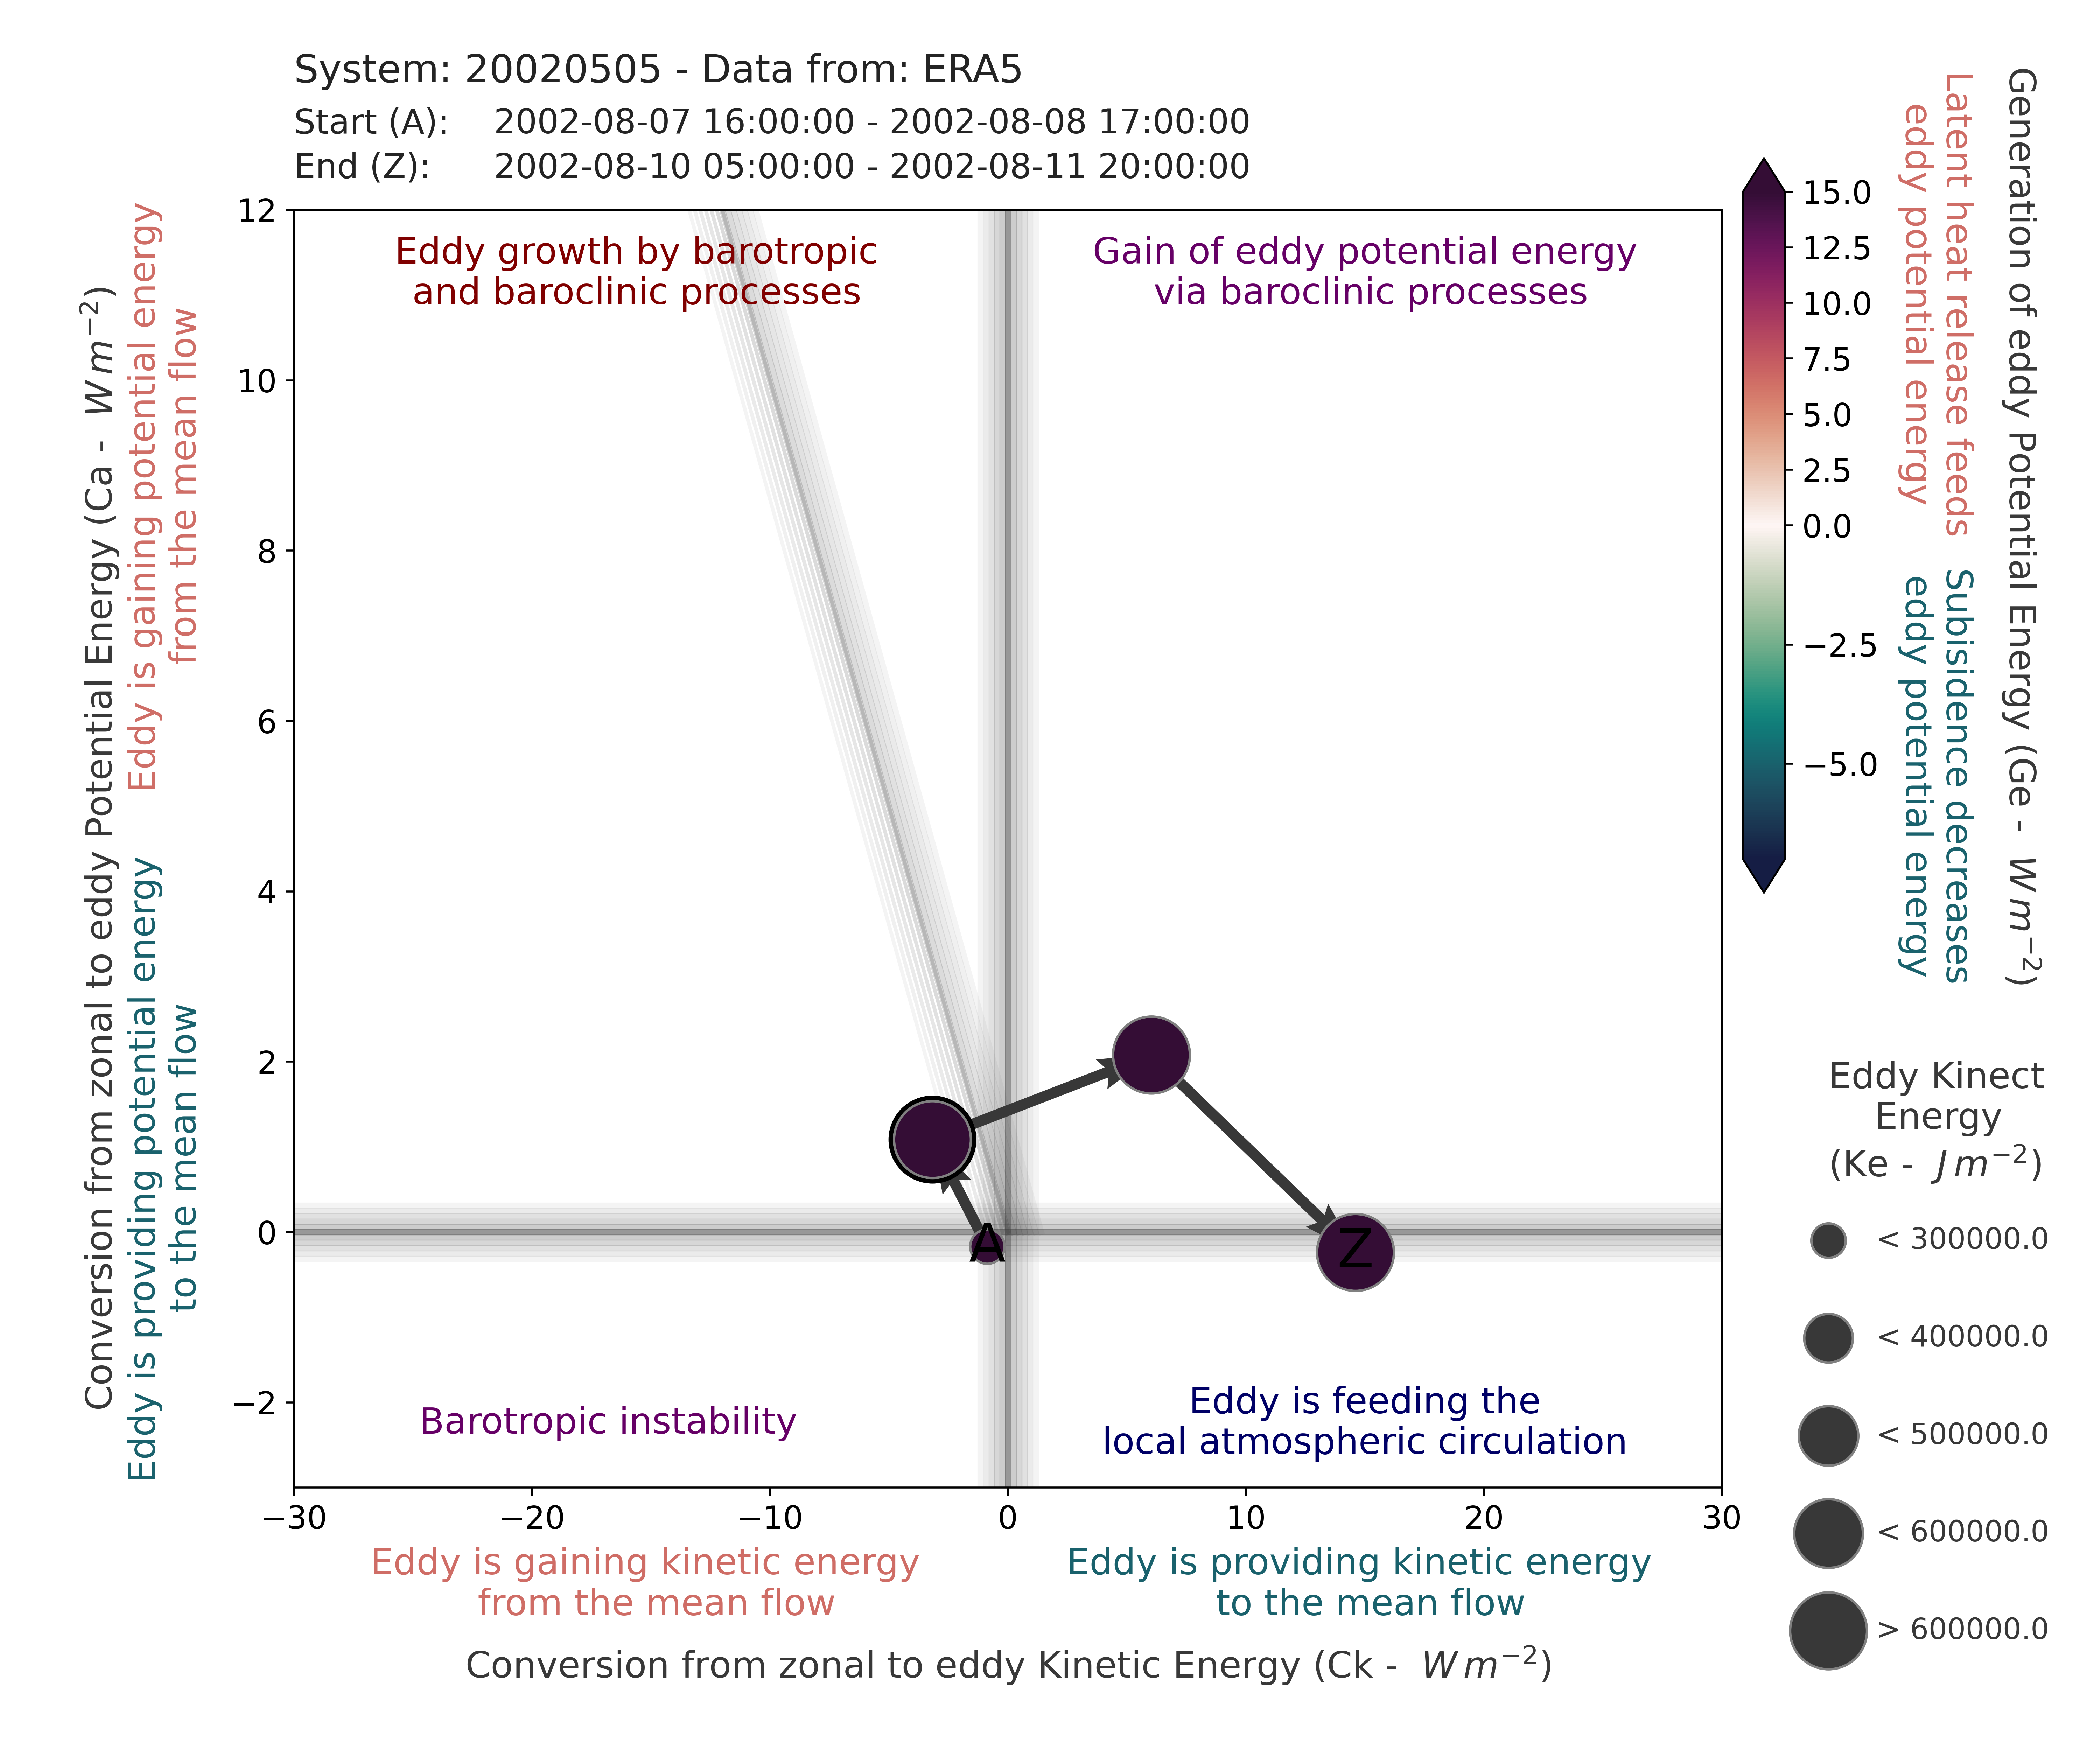 System: 20020505 - Data from: ERA5
Start (A): 2002-08-07 16:00:00 - 2002-08-08 17:00:00
End (Z): 2002-08-10 05:00:00 - 2002-08-11 20:00:00
Conversion from zonal to eddy Potential Energy (Ca - W m⁻²)
Eddy is gaining potential energy
from the mean flow
Eddy is providing potential energy
to the mean flow
12
10
8
6
4
2
0
−2
Eddy growth by barotropic
and baroclinic processes
Gain of eddy potential energy
via baroclinic processes
A
Z
Barotropic instability
Eddy is feeding the
local atmospheric circulation
−30
−20
−10
0
10
20
30
Eddy is gaining kinetic energy
from the mean flow
Eddy is providing kinetic energy
to the mean flow
Conversion from zonal to eddy Kinetic Energy (Ck - W m⁻²)
15.0
12.5
10.0
7.5
5.0
2.5
0.0
−2.5
−5.0
Latent heat release feeds
eddy potential energy
Subisidence decreases
eddy potential energy
Generation of eddy Potential Energy (Ge - W m⁻²)
Eddy Kinect
Energy
(Ke - J m⁻²)
< 300000.0
< 400000.0
< 500000.0
< 600000.0
> 600000.0